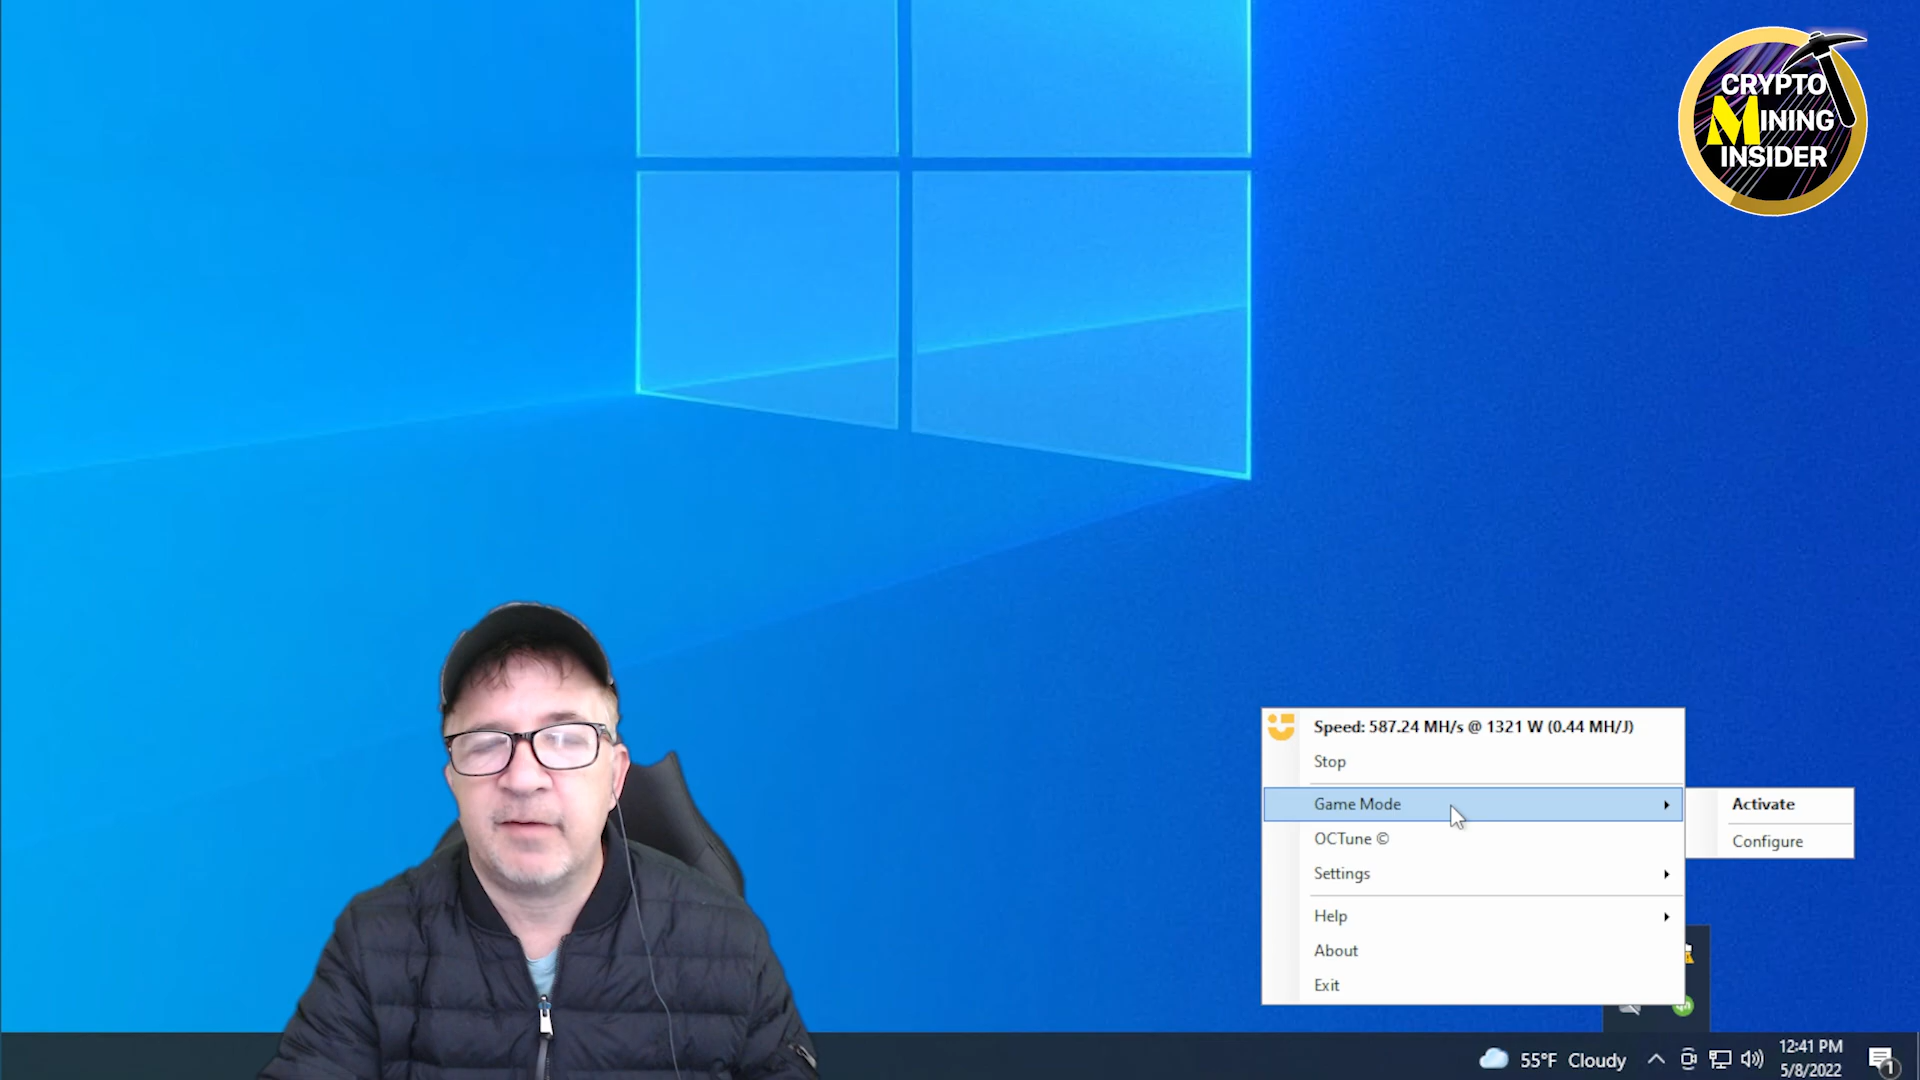 CRYPTO
MINING
INSIDER
Speed: 587.24 MH/s @ 1321 W (0.44 MH/J)
Stop
Game Mode
Activate
OCTune ©
Configure
Settings
Help
About
Exit
55°F Cloudy
12:41 PM
5/8/2022
1